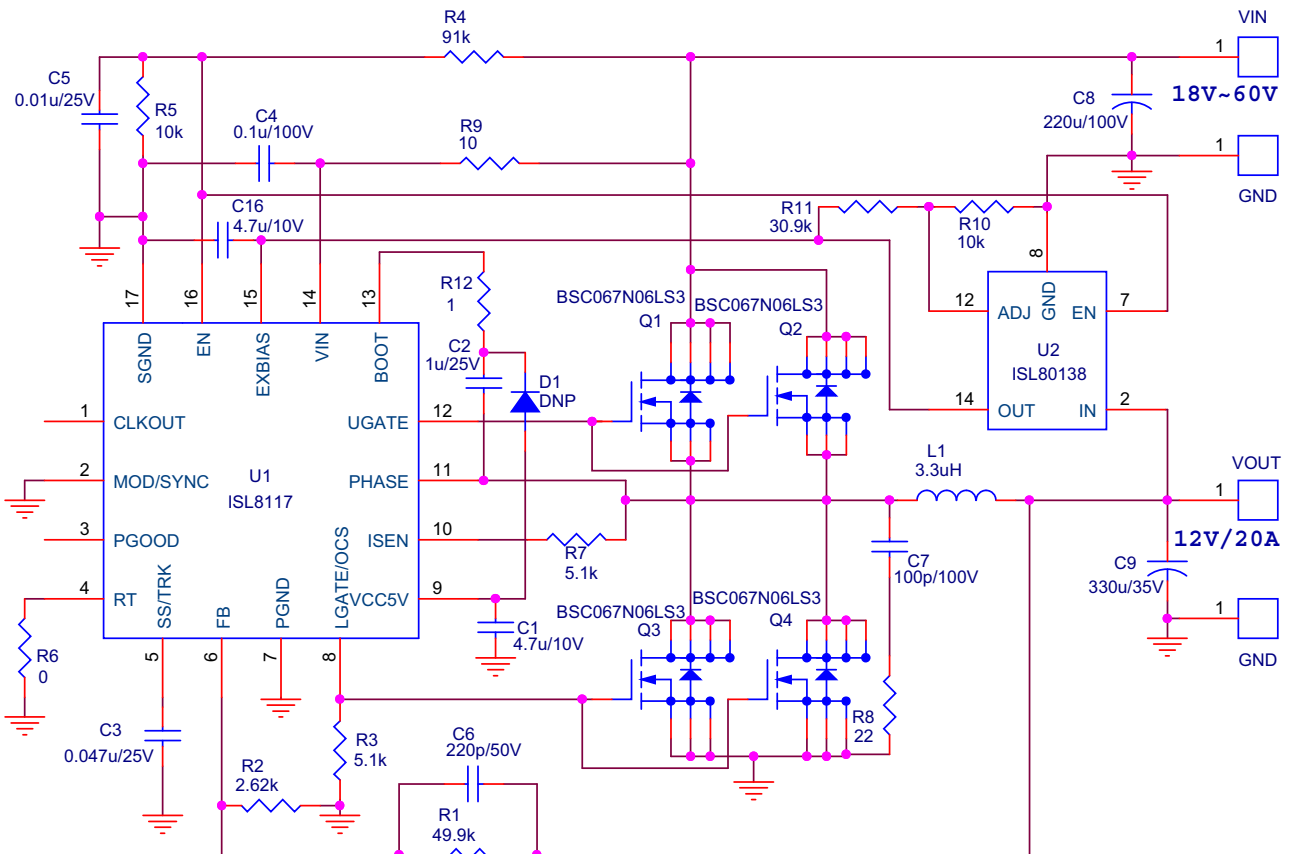 R4
91k
VIN
1
C5
0.01u/25V
R5
10k
C4
0.1u/100V
R9
10
C8
220u/100V
18V~60V
1
GND
C16
4.7u/10V
R11
30.9k
R10
10k
8
17
16
15
14
13
R12
1
BSC067N06LS3
Q1
BSC067N06LS3
Q2
12
ADJ
GND
EN
7
U2
ISL80138
14
OUT
IN
2
SGND
EN
EXBIAS
VIN
BOOT
C2
1u/25V
D1
DNP
1
CLKOUT
UGATE
12
2
MOD/SYNC
U1
ISL8117
PHASE
11
3
PGOOD
ISEN
10
4
RT
VCC5V
9
SS/TRK
FB
PGND
LGATE/OCS
5
6
7
8
L1
3.3uH
VOUT
1
12V/20A
R7
5.1k
C7
100p/100V
C9
330u/35V
1
GND
C1
4.7u/10V
BSC067N06LS3
Q3
BSC067N06LS3
Q4
R6
0
R8
22
C3
0.047u/25V
R3
5.1k
R2
2.62k
C6
220p/50V
R1
49.9k